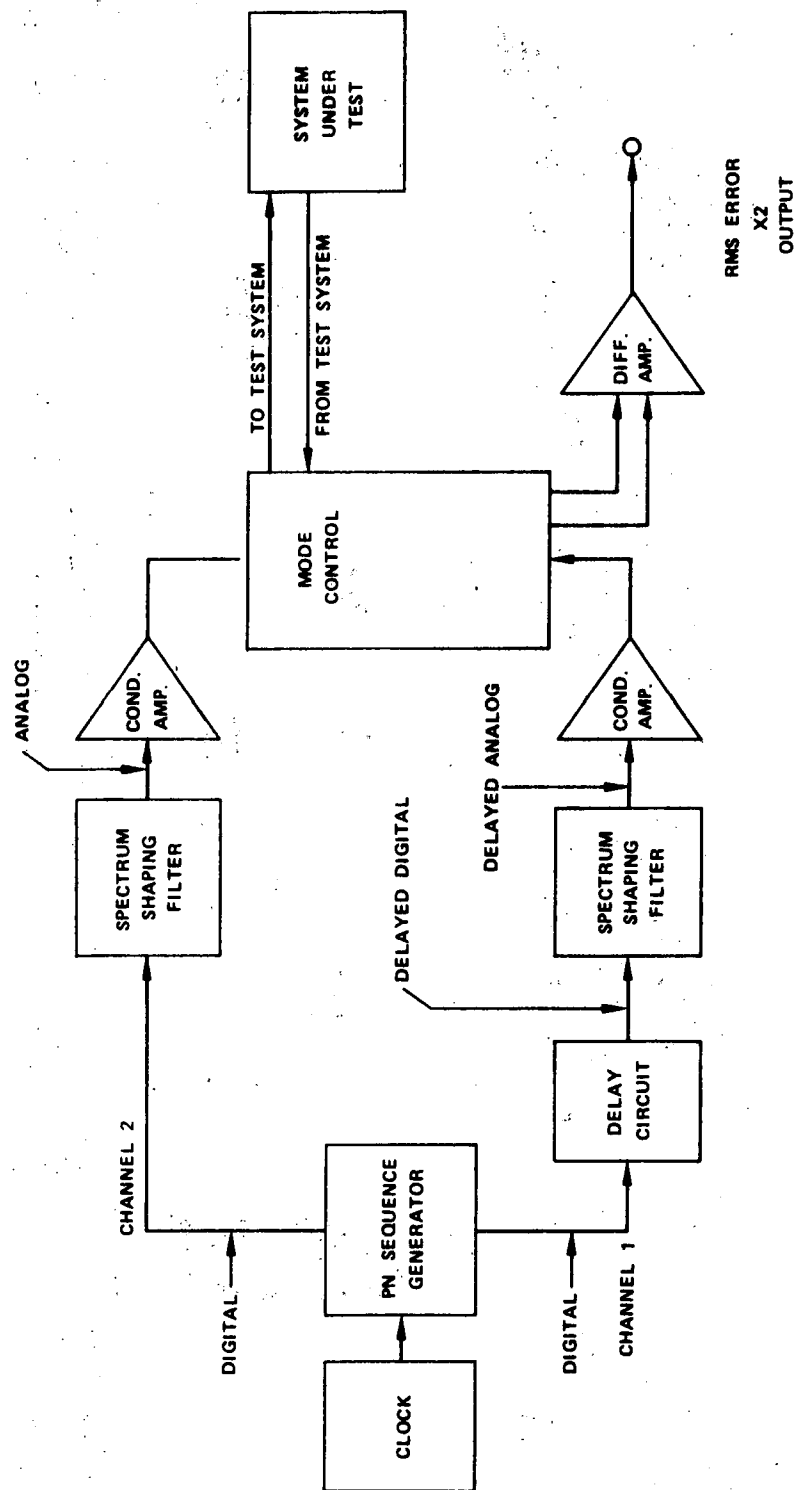 CLOCK
PN SEQUENCE
GENERATOR
DIGITAL
CHANNEL 2
DIGITAL
CHANNEL 1
SPECTRUM
SHAPING
FILTER
ANALOG
COND.
AMP.
DELAY
CIRCUIT
DELAYED DIGITAL
SPECTRUM
SHAPING
FILTER
DELAYED ANALOG
COND.
AMP.
MODE
CONTROL
TO TEST SYSTEM
FROM TEST SYSTEM
SYSTEM
UNDER
TEST
DIFF.
AMP.
RMS ERROR
X2
OUTPUT